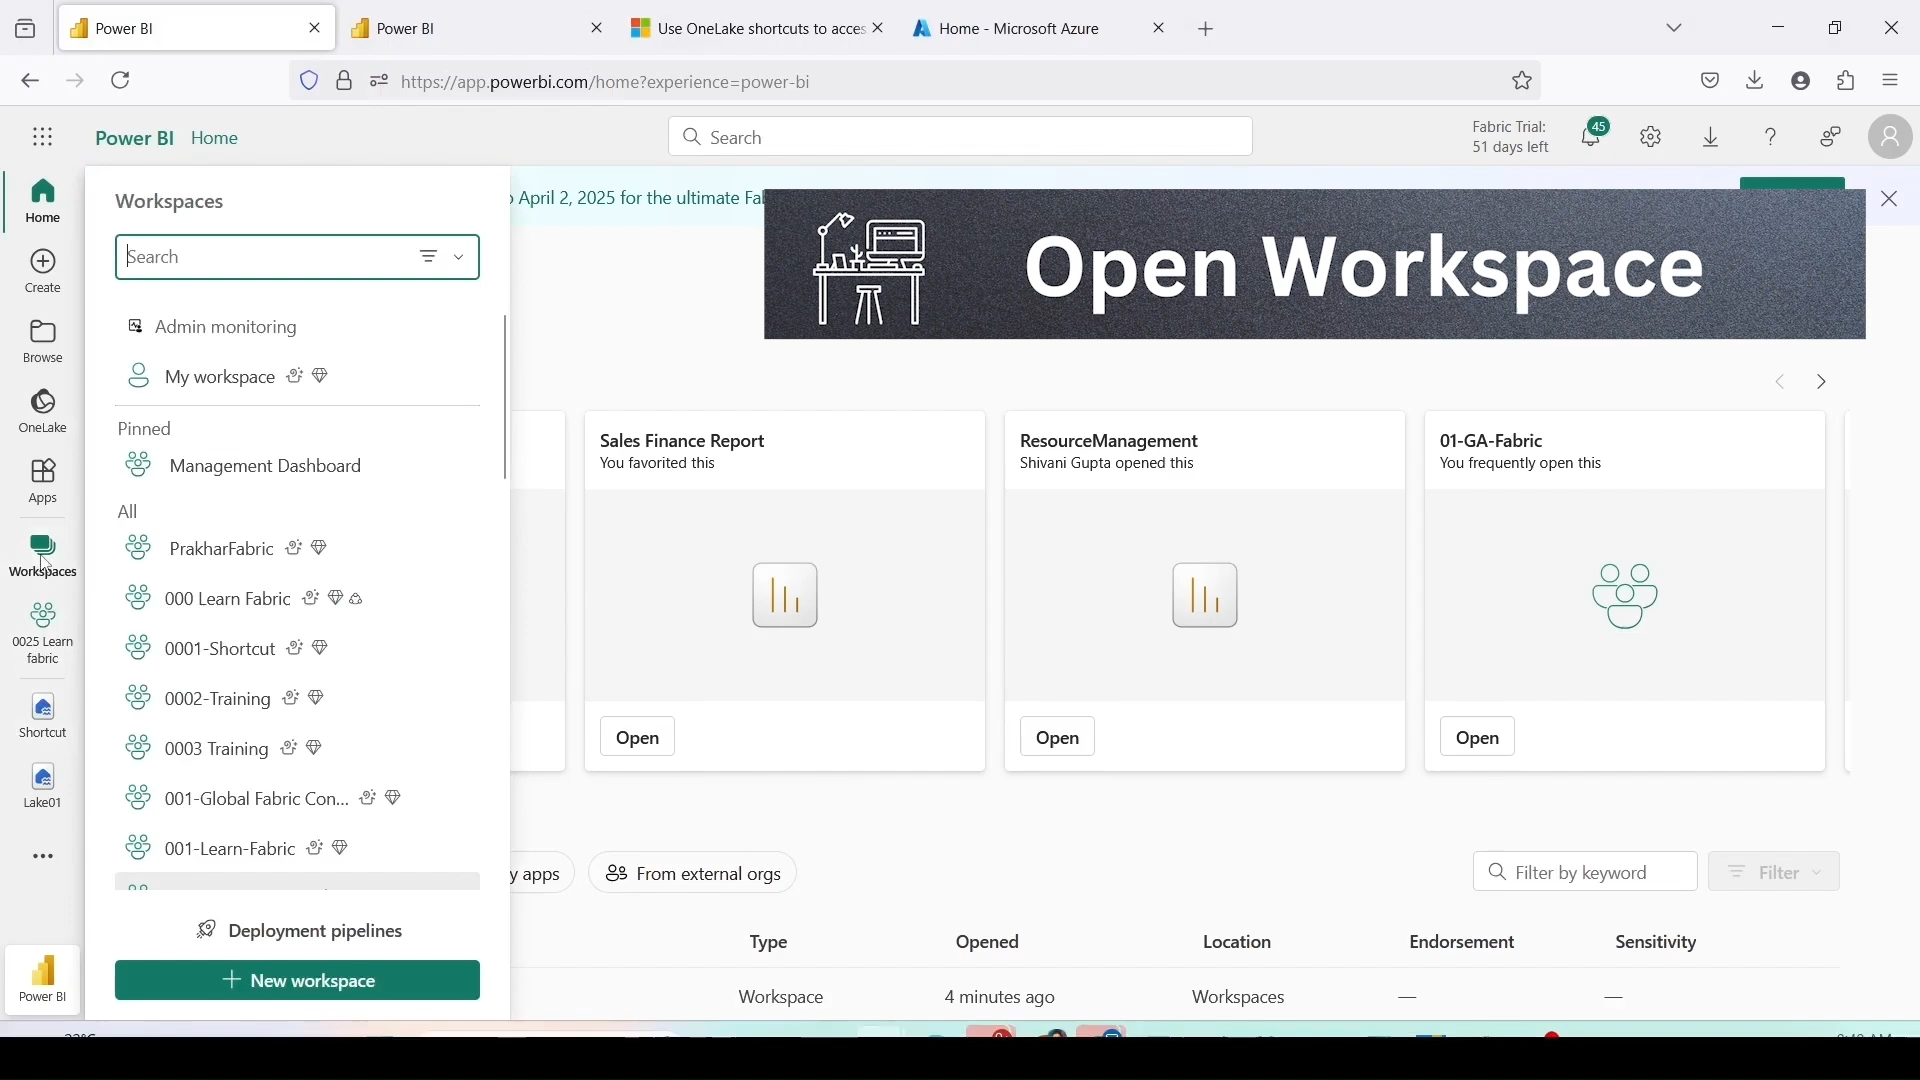 Power BI
Power BI
Use OneLake shortcuts to acces
Home - Microsoft Azure
https://app.powerbi.com/home?experience=power-bi
Power BI Home
Search
Fabric Trial:
51 days left
45
Home
Create
Browse
OneLake
Apps
Workspaces
0025 Learn
fabric
Shortcut
Lake01
Power BI
Workspaces
Search
Admin monitoring
My workspace
Pinned
Management Dashboard
All
PrakharFabric
000 Learn Fabric
0001-Shortcut
0002-Training
0003 Training
001-Global Fabric Con...
001-Learn-Fabric
Deployment pipelines
New workspace
April 2, 2025 for the ultimate Fa
Open Workspace
Sales Finance Report
You favorited this
Open
ResourceManagement
Shivani Gupta opened this
Open
01-GA-Fabric
You frequently open this
Open
y apps
From external orgs
Filter by keyword
Filter
Type Opened Location Endorsement Sensitivity
Workspace 4 minutes ago Workspaces — —